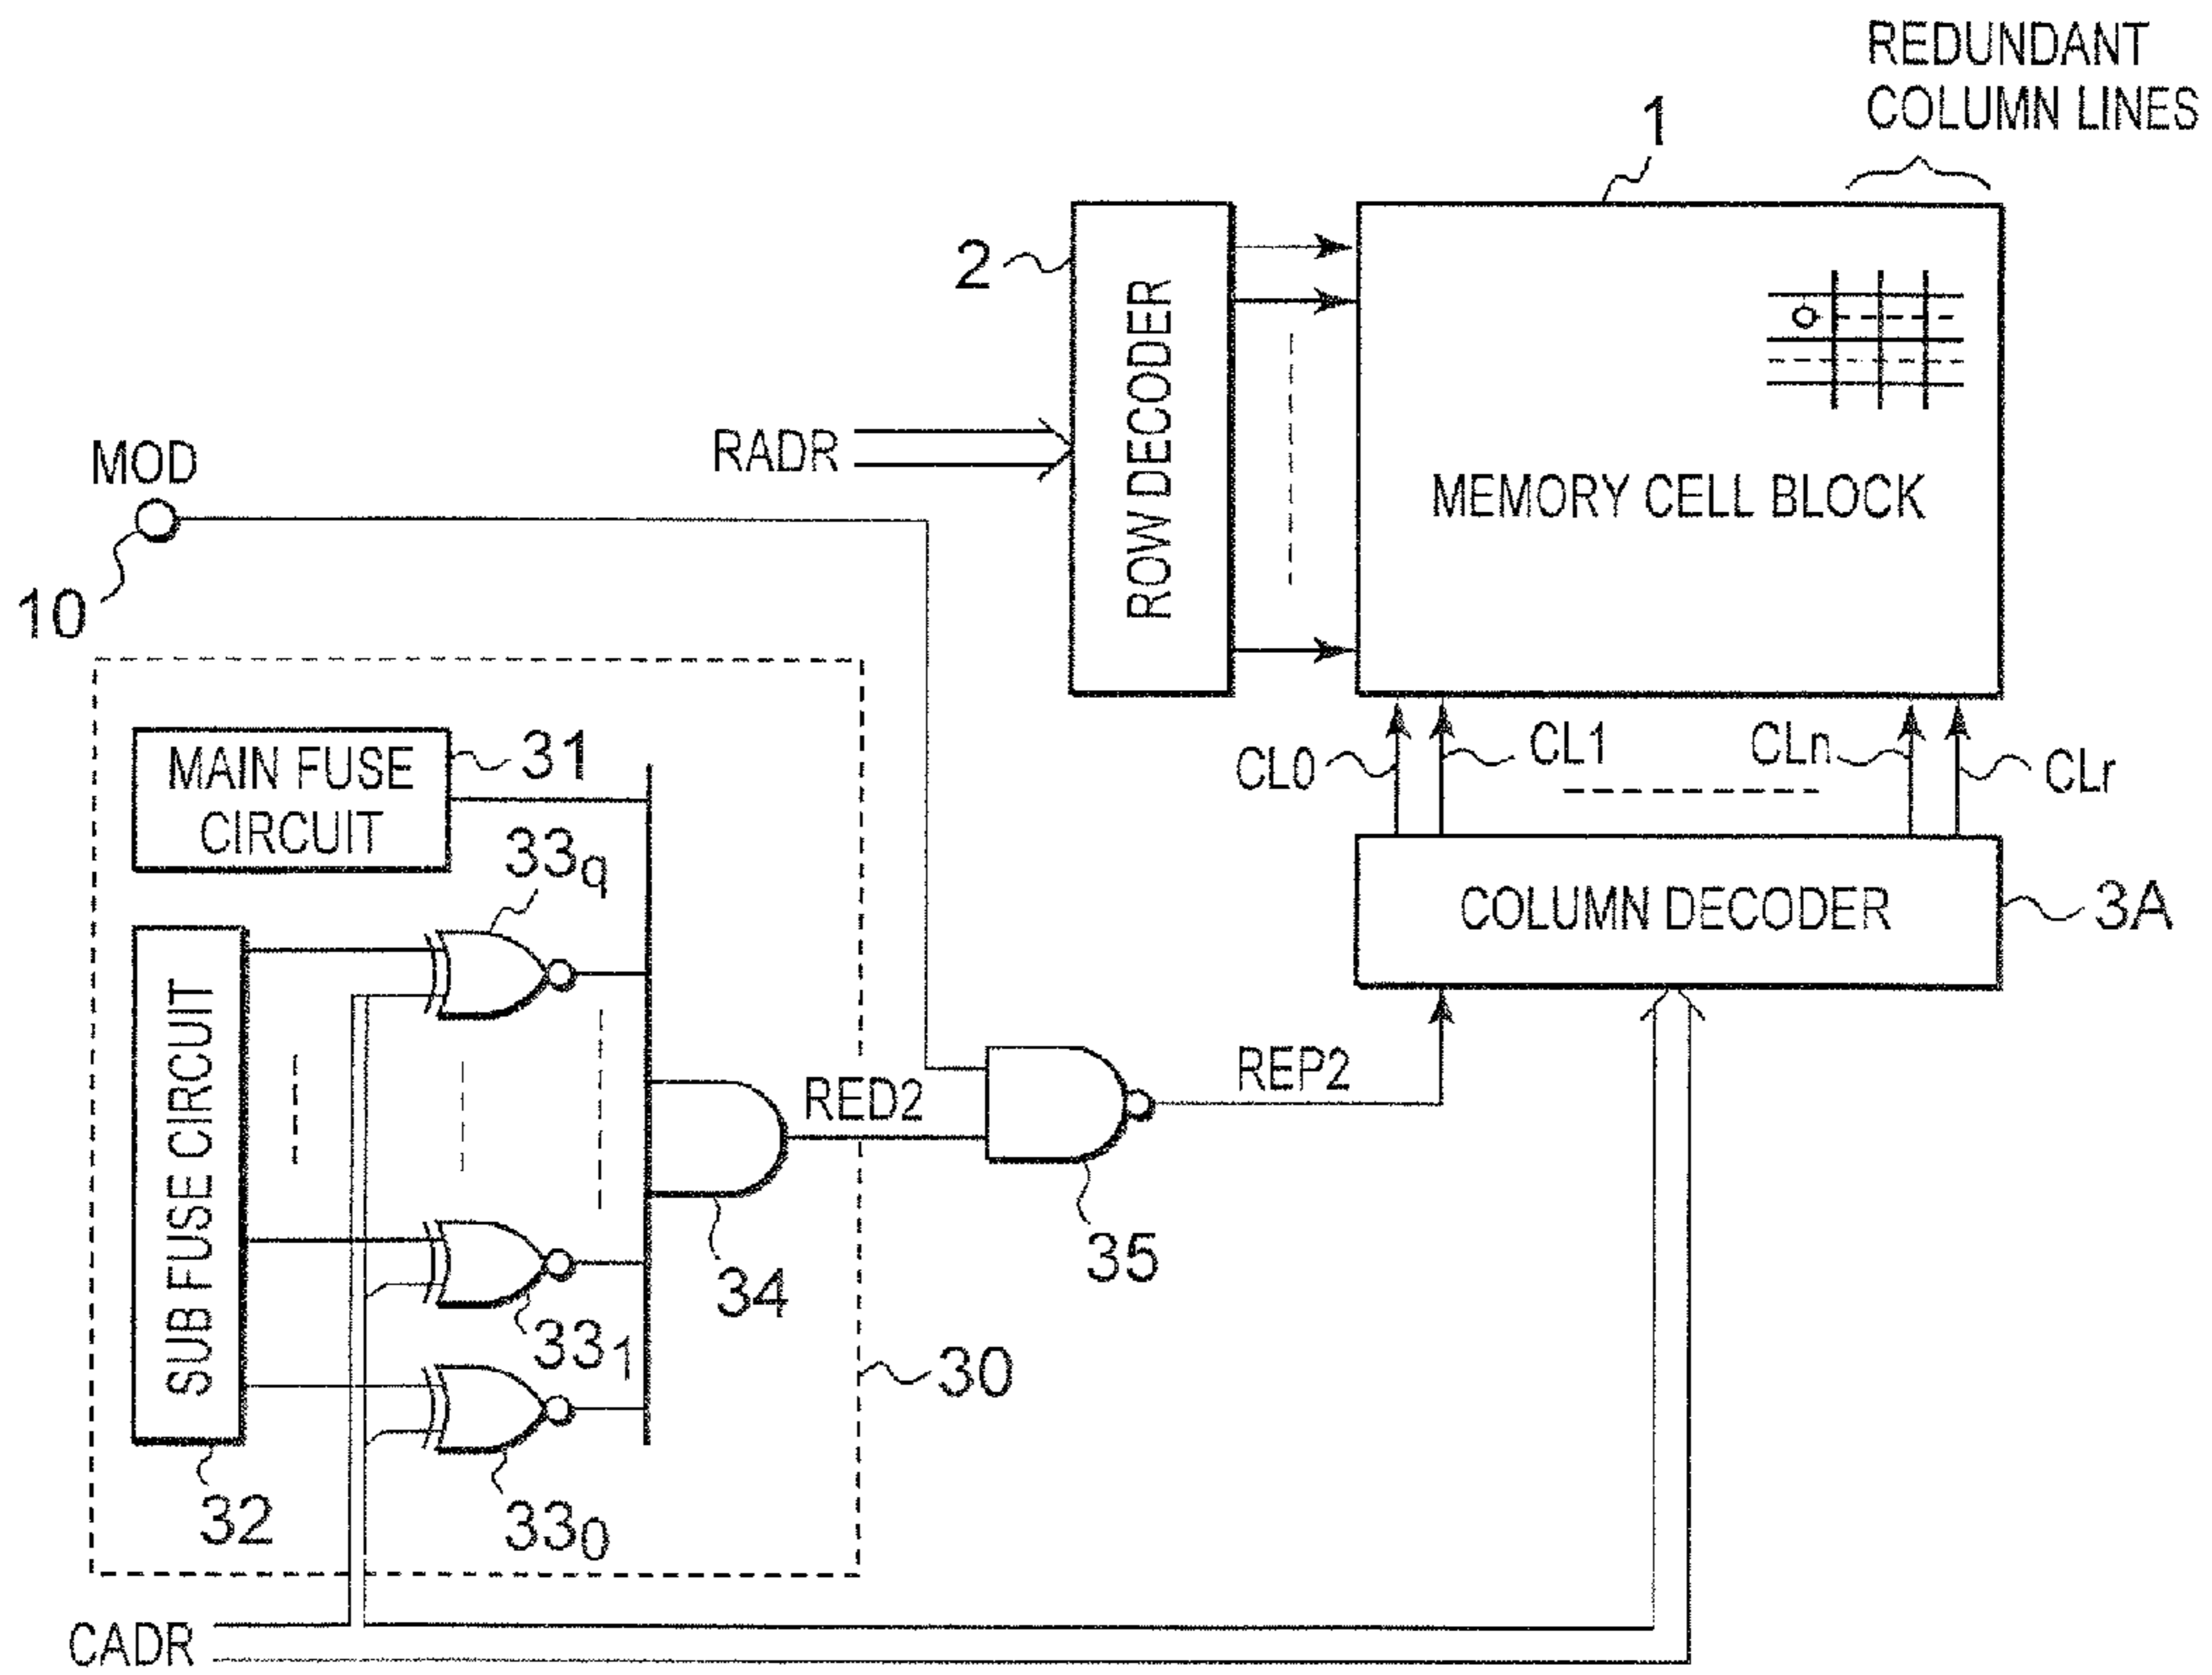 REDUNDANT
COLUMN LINES
1
2
ROW DECODER
RADR
MEMORY CELL BLOCK
MOD
10
CL0
CL1
CLn
CLr
MAIN FUSE
CIRCUIT
31
33q
COLUMN DECODER
3A
SUB FUSE CIRCUIT
RED2
REP2
34
35
331
30
32
330
CADR